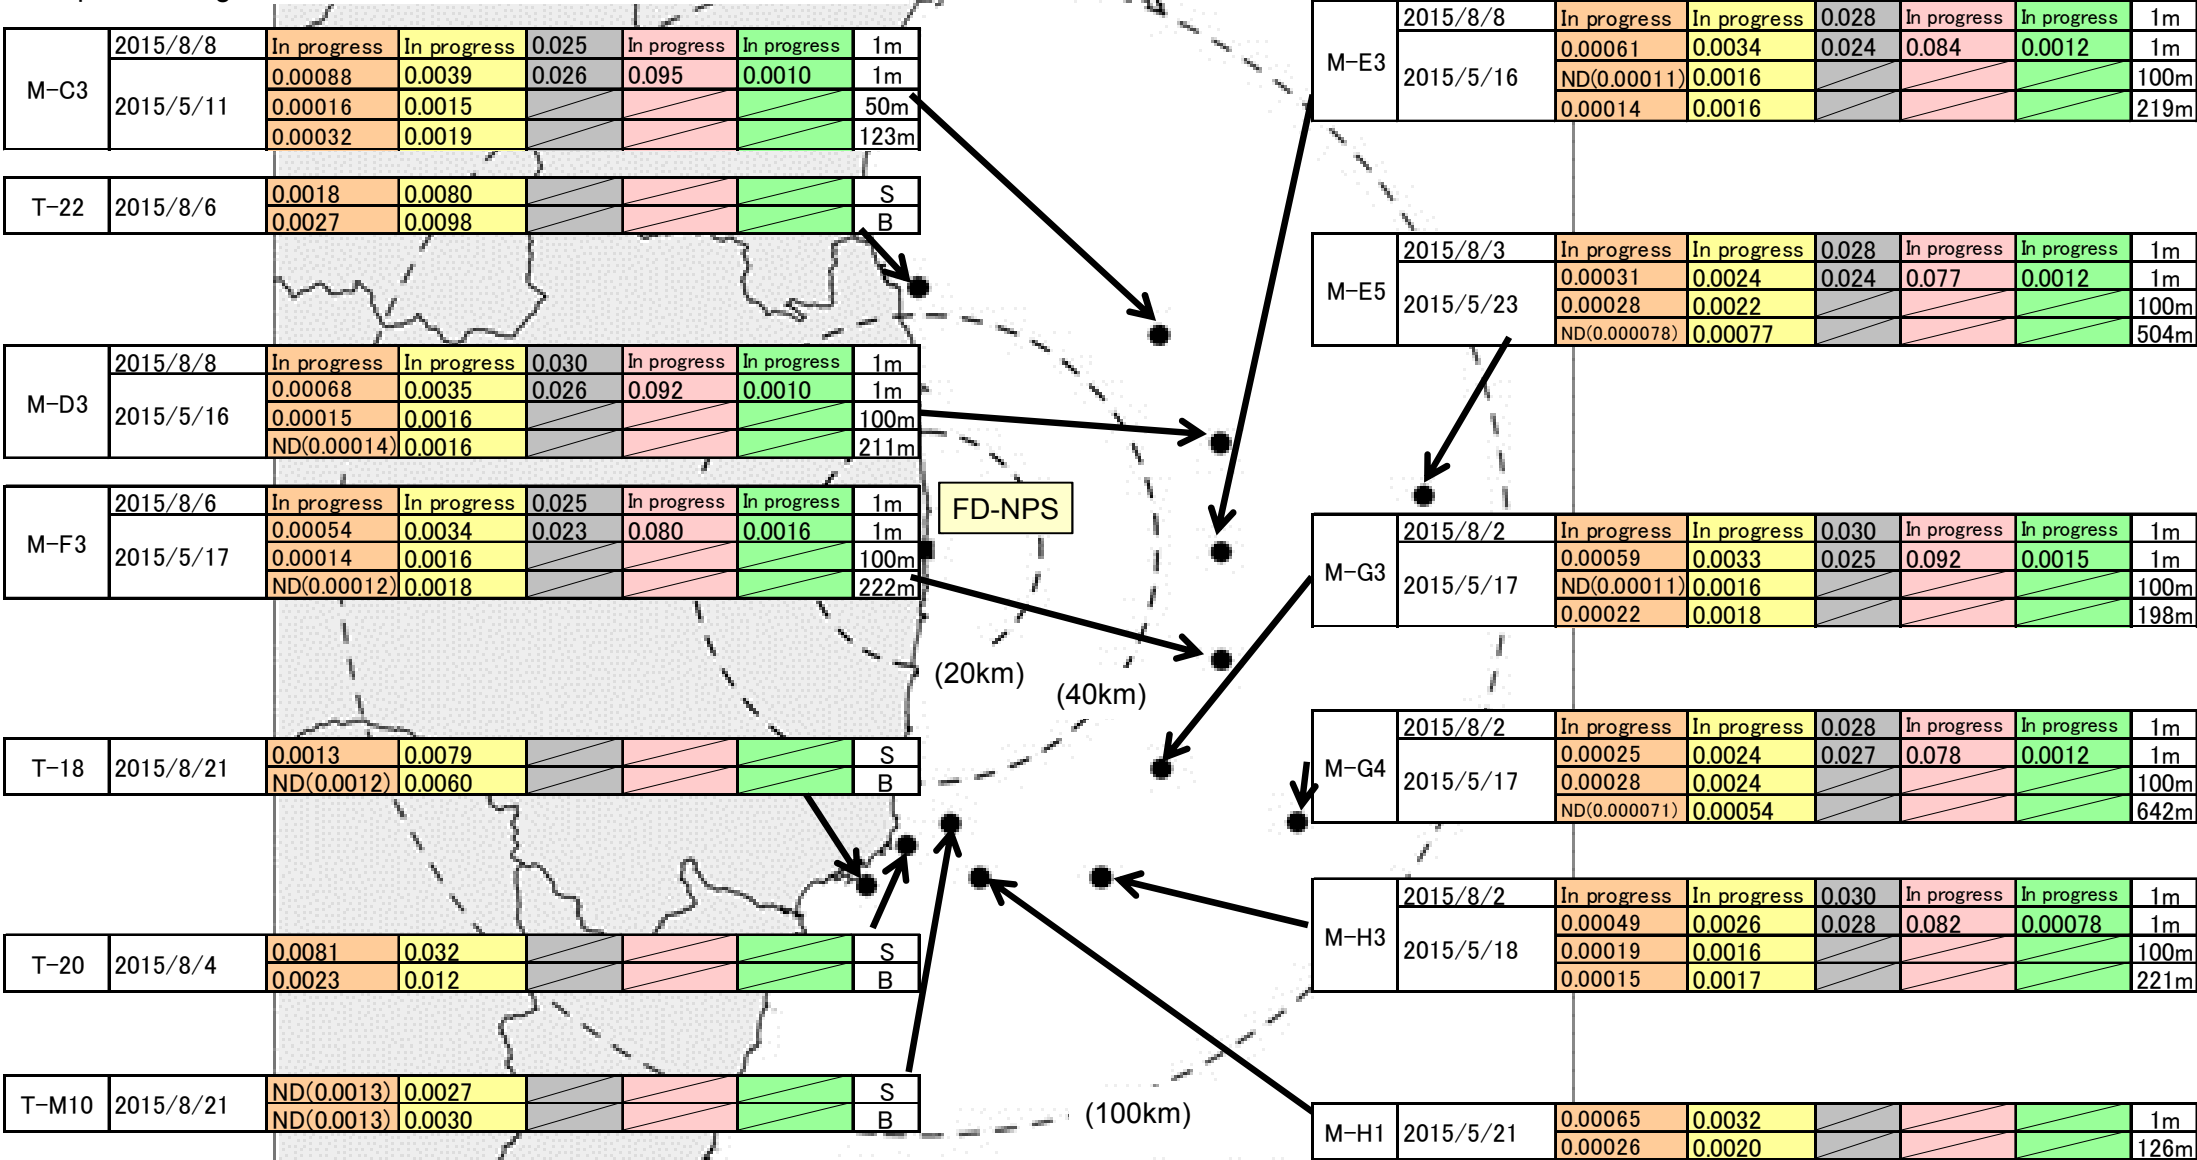 M-C3 2015/8/8 In progress In progress 0.025 In progress In progress 1m
2015/5/11 0.00088 0.0039 0.026 0.095 0.0010 1m
0.00016 0.0015 50m
0.00032 0.0019 123m
T-22 2015/8/6 0.0018 0.0080 S
0.0027 0.0098 B
M-D3 2015/8/8 In progress In progress 0.030 In progress In progress 1m
2015/5/16 0.00068 0.0035 0.026 0.092 0.0010 1m
0.00015 0.0016 100m
ND(0.00014) 0.0016 211m
M-F3 2015/8/6 In progress In progress 0.025 In progress In progress 1m
2015/5/17 0.00054 0.0034 0.023 0.080 0.0016 1m
0.00014 0.0016 100m
ND(0.00012) 0.0018 222m
T-18 2015/8/21 0.0013 0.0079 S
ND(0.0012) 0.0060 B
T-20 2015/8/4 0.0081 0.032 S
0.0023 0.012 B
T-M10 2015/8/21 ND(0.0013) 0.0027 S
ND(0.0013) 0.0030 B
FD-NPS
(20km)
(40km)
(100km)
M-E3 2015/8/8 In progress In progress 0.028 In progress In progress 1m
2015/5/16 0.00061 0.0034 0.024 0.084 0.0012 1m
ND(0.00011) 0.0016 100m
0.00014 0.0016 219m
M-E5 2015/8/3 In progress In progress 0.028 In progress In progress 1m
2015/5/23 0.00031 0.0024 0.024 0.077 0.0012 1m
0.00028 0.0022 100m
ND(0.000078) 0.00077 504m
M-G3 2015/8/2 In progress In progress 0.030 In progress In progress 1m
2015/5/17 0.00059 0.0033 0.025 0.092 0.0015 1m
ND(0.00011) 0.0016 100m
0.00022 0.0018 198m
M-G4 2015/8/2 In progress In progress 0.028 In progress In progress 1m
2015/5/17 0.00025 0.0024 0.027 0.078 0.0012 1m
0.00028 0.0024 100m
ND(0.000071) 0.00054 642m
M-H3 2015/8/2 In progress In progress 0.030 In progress In progress 1m
2015/5/18 0.00049 0.0026 0.028 0.082 0.00078 1m
0.00019 0.0016 100m
0.00015 0.0017 221m
M-H1 2015/5/21 0.00065 0.0032 1m
0.00026 0.0020 126m